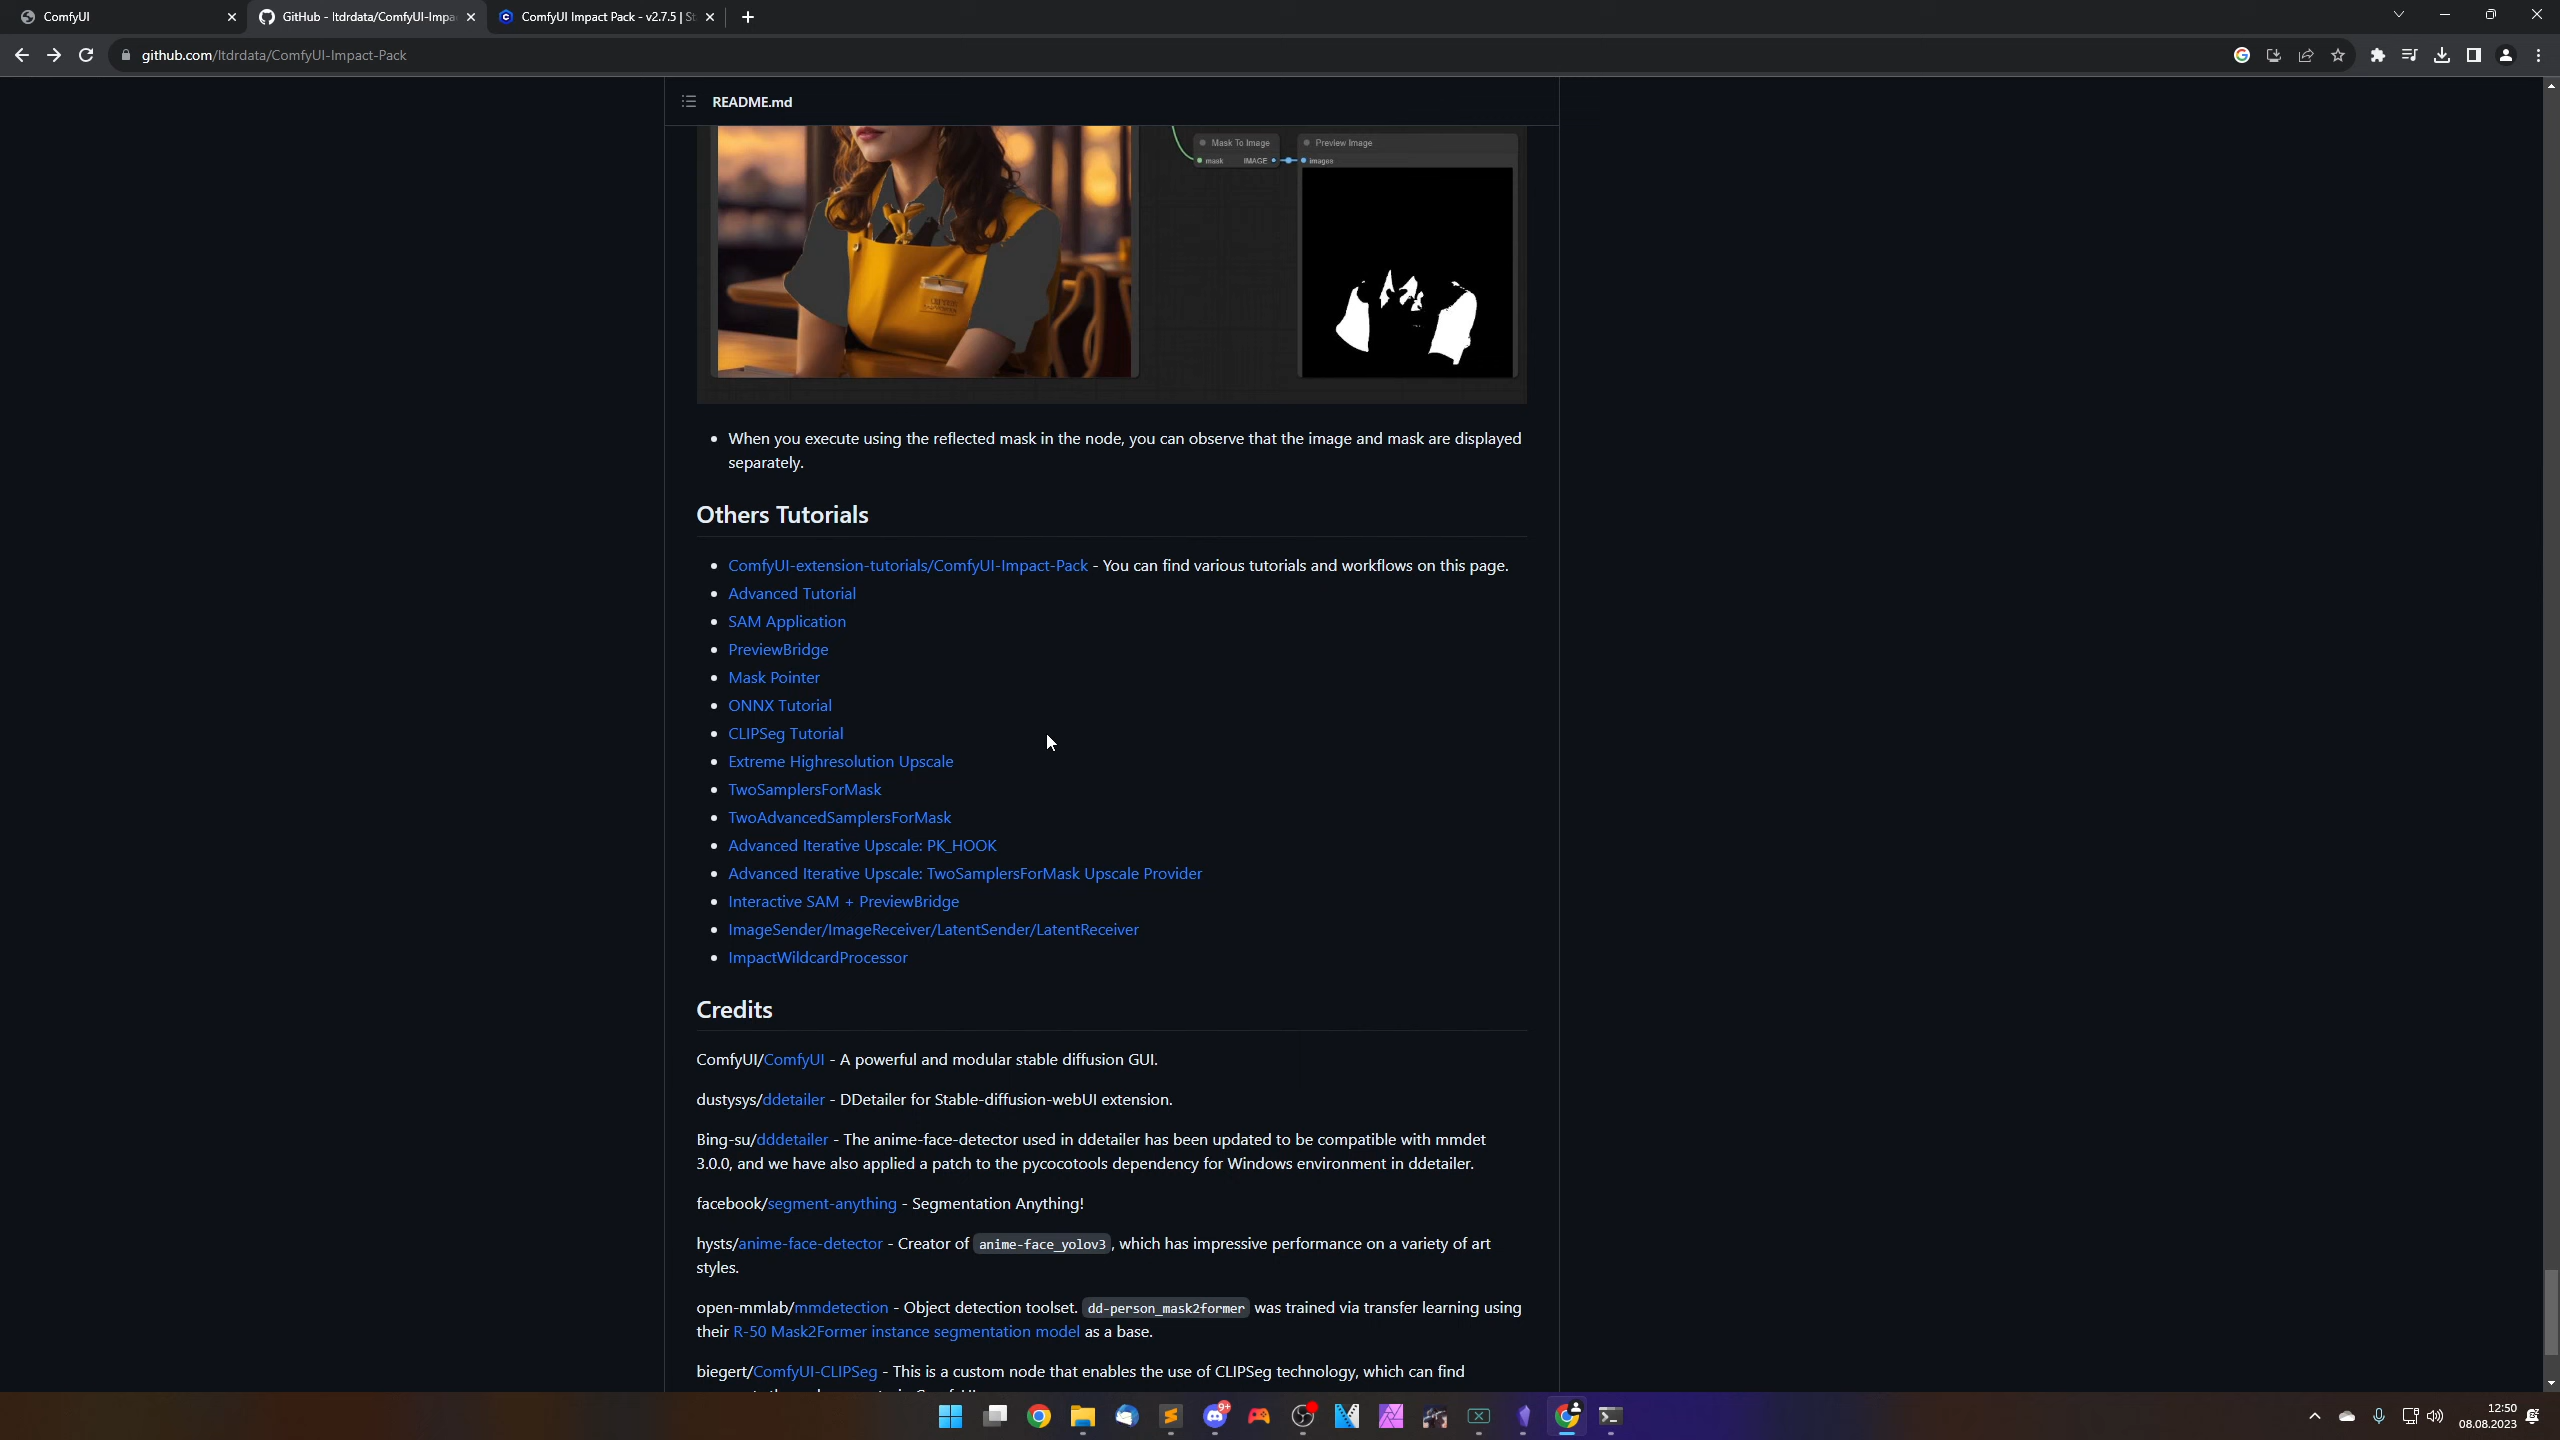 ComfyUI
GitHub - ltdrdata/ComfyUI-Impa
ComfyUI Impact Pack - v2.7.5 | St
github.com/ltdrdata/ComfyUI-Impact-Pack
README.md
Mask To Image
Preview Image
mask
IMAGE
images
When you execute using the reflected mask in the node, you can observe that the image and mask are displayed
separately.
Others Tutorials
ComfyUI-extension-tutorials/ComfyUI-Impact-Pack - You can find various tutorials and workflows on this page.
Advanced Tutorial
SAM Application
PreviewBridge
Mask Pointer
ONNX Tutorial
CLIPSeg Tutorial
Extreme Highresolution Upscale
TwoSamplersForMask
TwoAdvancedSamplersForMask
Advanced Iterative Upscale: PK_HOOK
Advanced Iterative Upscale: TwoSamplersForMask Upscale Provider
Interactive SAM + PreviewBridge
ImageSender/ImageReceiver/LatentSender/LatentReceiver
ImpactWildcardProcessor
Credits
ComfyUI/ComfyUI - A powerful and modular stable diffusion GUI.
dustysys/ddetailer - DDetailer for Stable-diffusion-webUI extension.
Bing-su/dddetailer - The anime-face-detector used in ddetailer has been updated to be compatible with mmdet
3.0.0, and we have also applied a patch to the pycocotools dependency for Windows environment in ddetailer.
facebook/segment-anything - Segmentation Anything!
hysts/anime-face-detector - Creator of anime-face_yolov3, which has impressive performance on a variety of art
styles.
open-mmlab/mmdetection - Object detection toolset. dd-person_mask2former was trained via transfer learning using
their R-50 Mask2Former instance segmentation model as a base.
biegert/ComfyUI-CLIPSeg - This is a custom node that enables the use of CLIPSeg technology, which can find
9+
12:50
08.08.2023